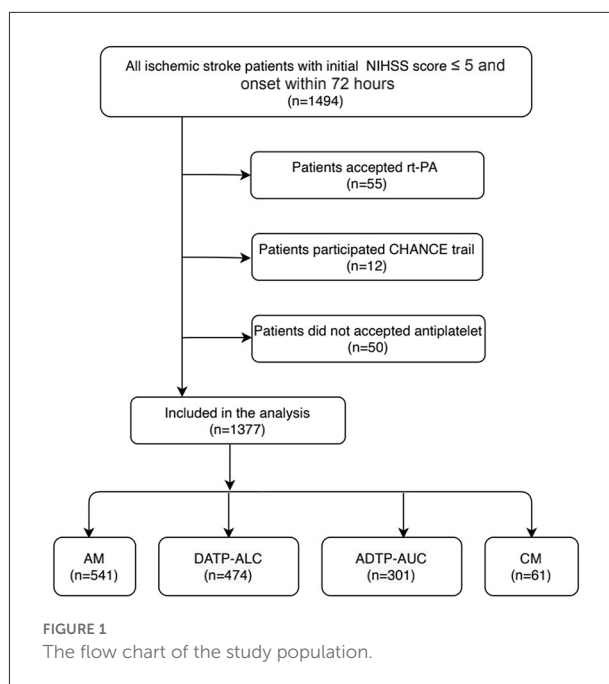 All ischemic stroke patients with initial NIHSS score ≤ 5 and
onset within 72 hours
(n=1494)
Patients accepted rt-PA
(n=55)
Patients participated CHANCE trail
(n=12)
Patients did not accepted antiplatelet
(n=50)
Included in the analysis
(n=1377)
AM
(n=541)
DATP-ALC
(n=474)
ADTP-AUC
(n=301)
CM
(n=61)
FIGURE 1
The flow chart of the study population.